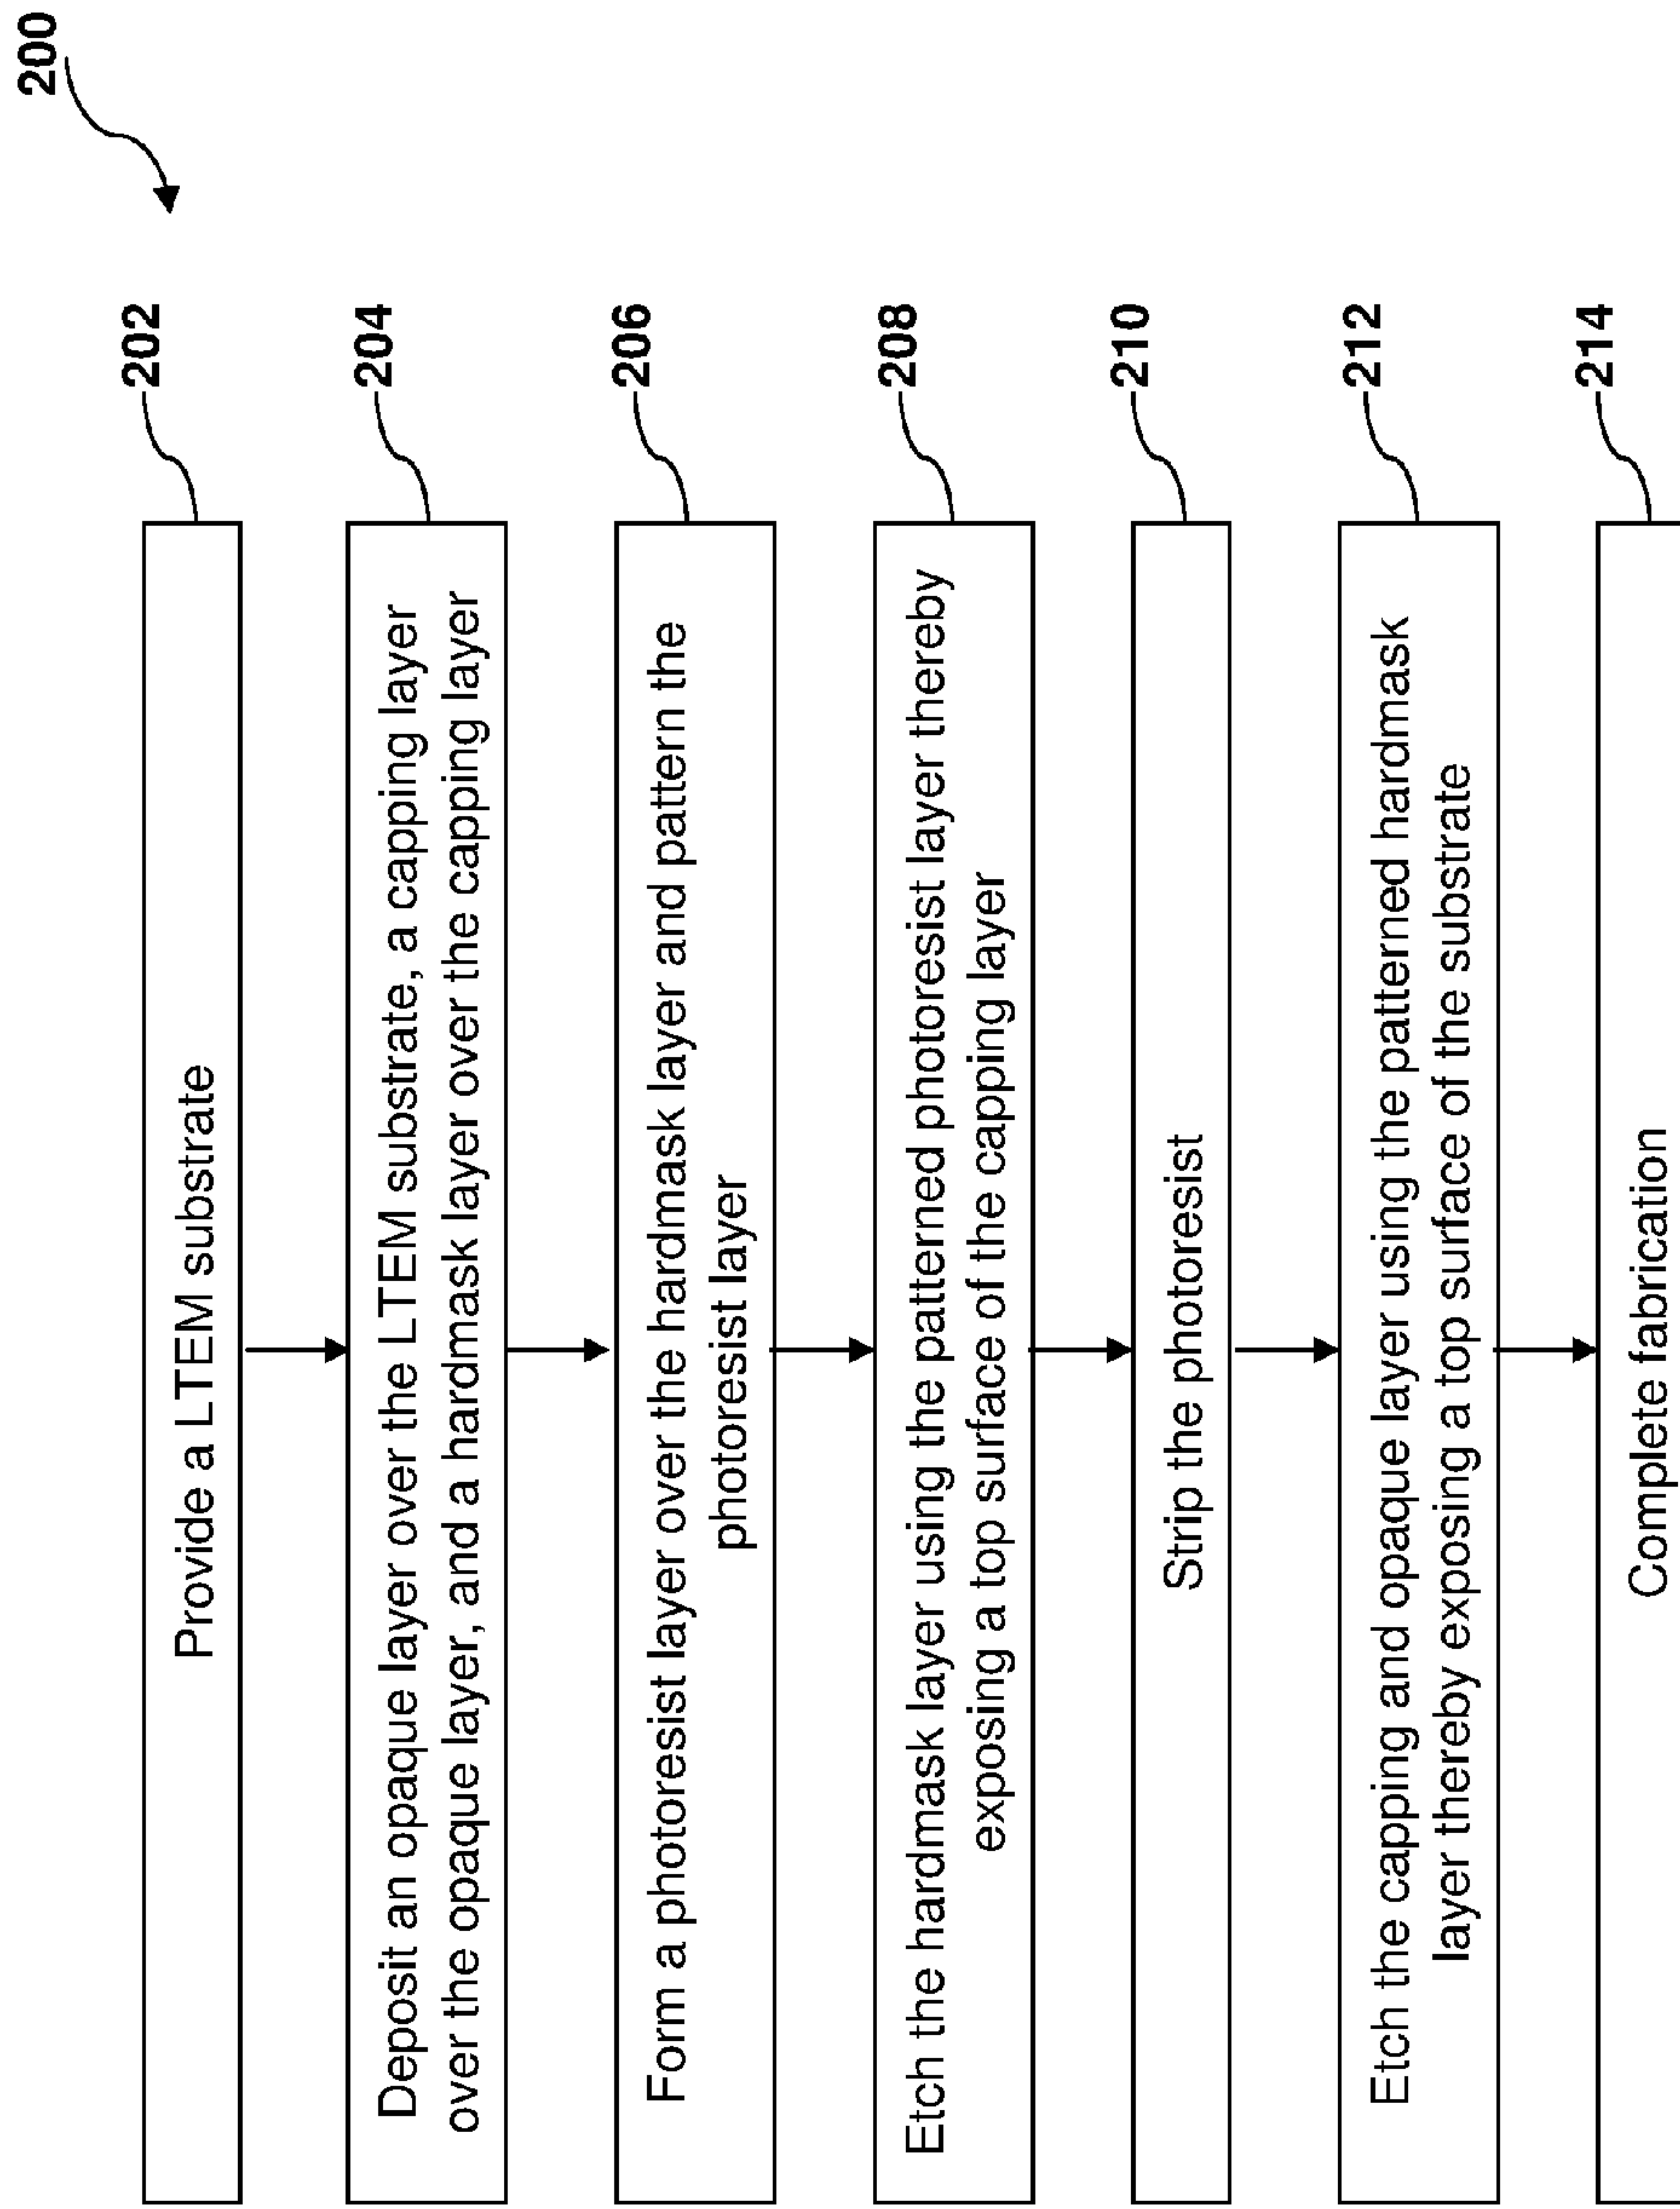 200
202
Provide a LTEM substrate
204
Deposit an opaque layer over the LTEM substrate, a capping layer
over the opaque layer, and a hardmask layer over the capping layer
206
Form a photoresist layer over the hardmask layer and pattern the
photoresist layer
208
Etch the hardmask layer using the patterned photoresist layer thereby
exposing a top surface of the capping layer
210
Strip the photoresist
212
Etch the capping and opaque layer using the patterned hardmask
layer thereby exposing a top surface of the substrate
214
Complete fabrication